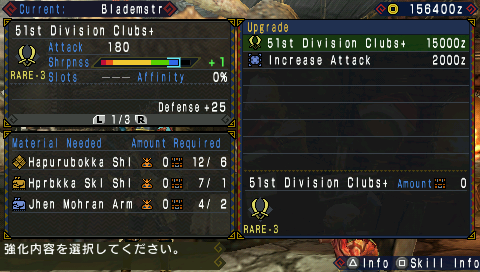 Current: Blademstr
156400z
51st Division Clubs+
Attack 180
Shrpnss +1
RARE-3 Slots --- Affinity 0%
Defense+25
L 1/3 R
Material Needed Amount Required
Hapurubokka Shl 0 12/ 6
Hprbkka Skl Shl 0 7/ 1
Jhen Mohran Arm 0 4/ 2
Upgrade
51st Division Clubs+ 15000z
Increase Attack 2000z
51st Division Clubs+ Amount 0
RARE-3
強化内容を選択してください。
Info Skill Info